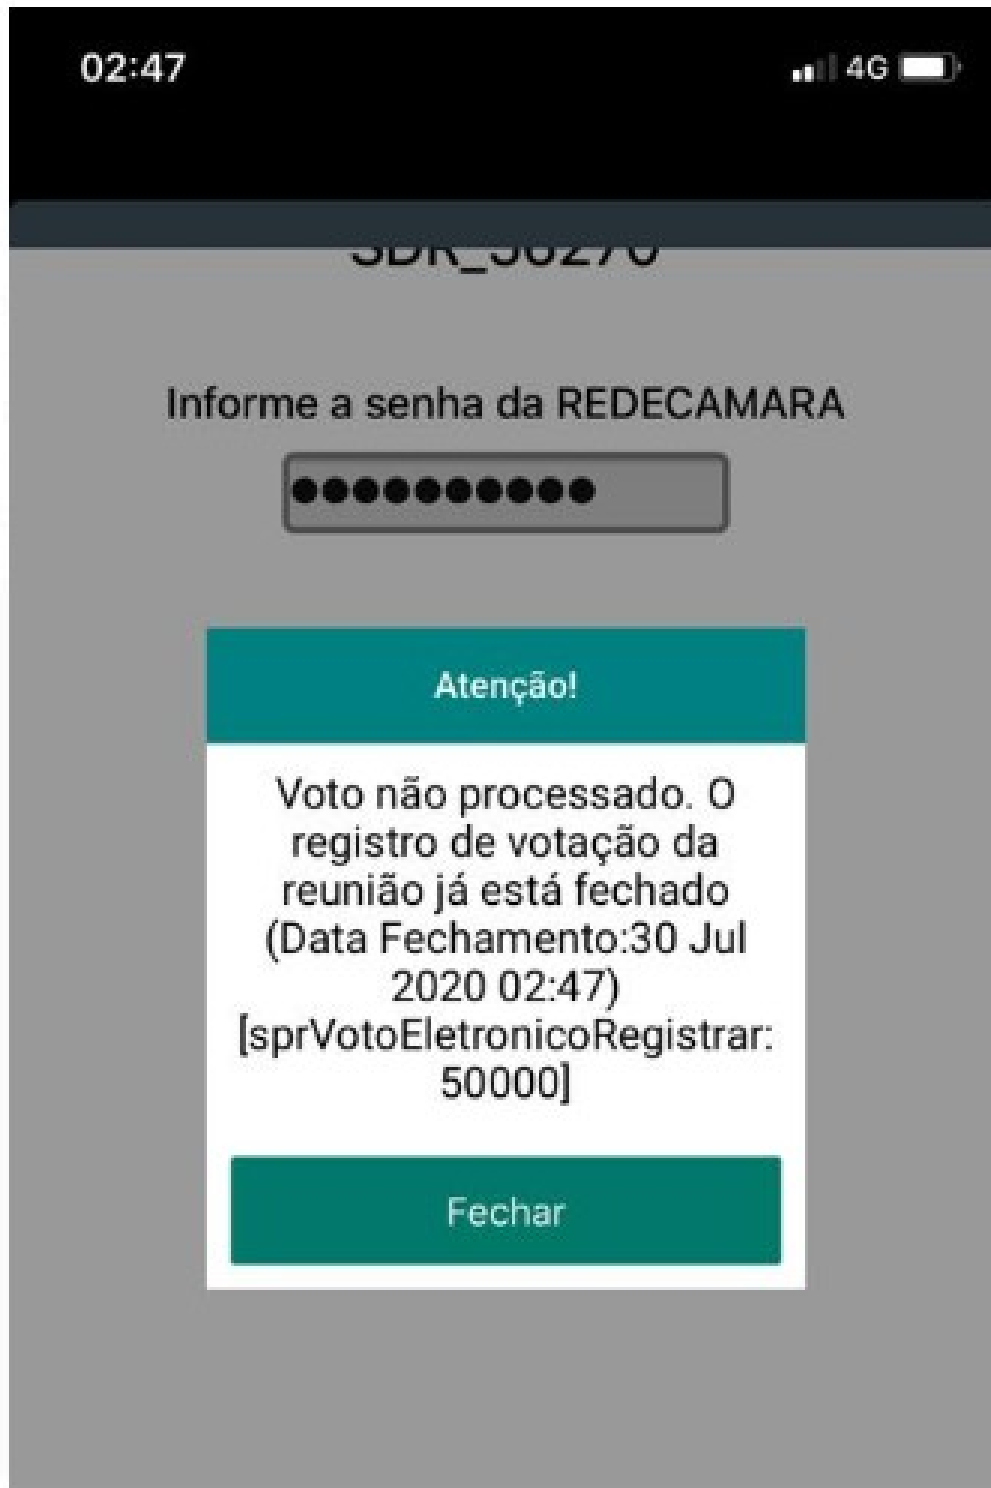 02:47
4G
Informe a senha da REDECAMARA
Atenção!
Voto não processado. O
registro de votação da
reunião já está fechado
(Data Fechamento:30 Jul
2020 02:47)
[sprVotoEletronicoRegistrar:
50000]
Fechar